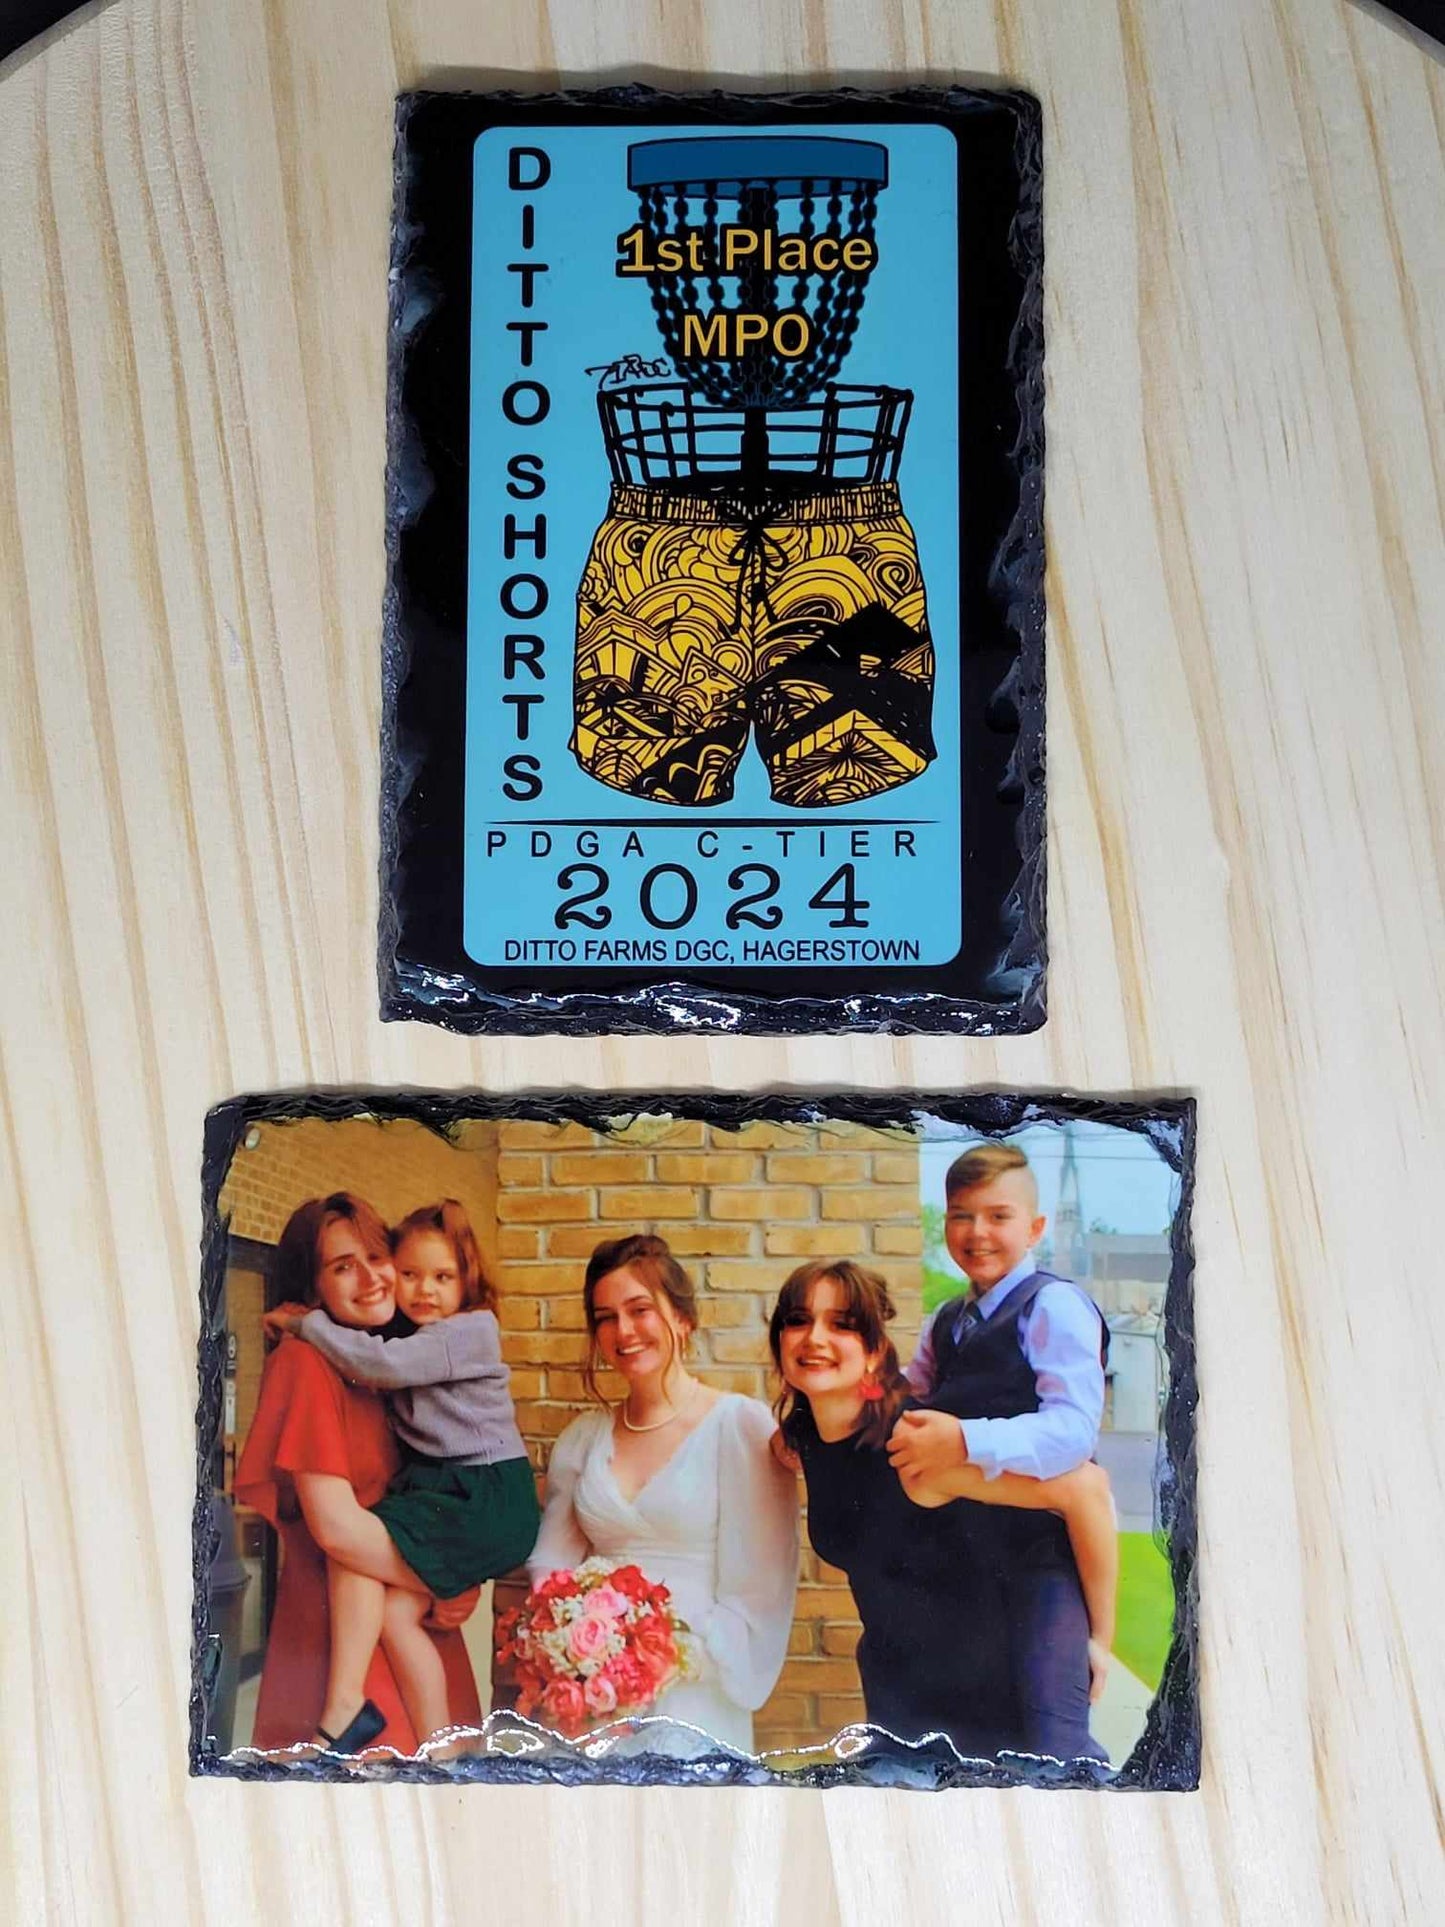 DITTO SHORTS
1st Place
MPO
PDGA C-TIER
2024
DITTO FARMS DGC, HAGERSTOWN